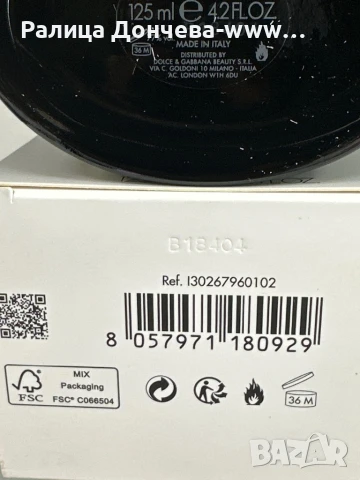 Ралица Дончева-www...
125 ml ℮ 4.2 FL.OZ
MADE IN ITALY
36 M
DISTRIBUTED BY
DOLCE & GABBANA BEAUTY S.R.L.
VIA C. GOLDONI 10 MILANO - ITALIA
AC. LONDON W1H 6DU
B18404
Ref. I30267960102
8 057971 180929
MIX
Packaging
FSC
FSC® C066504
36 M
BAZAR